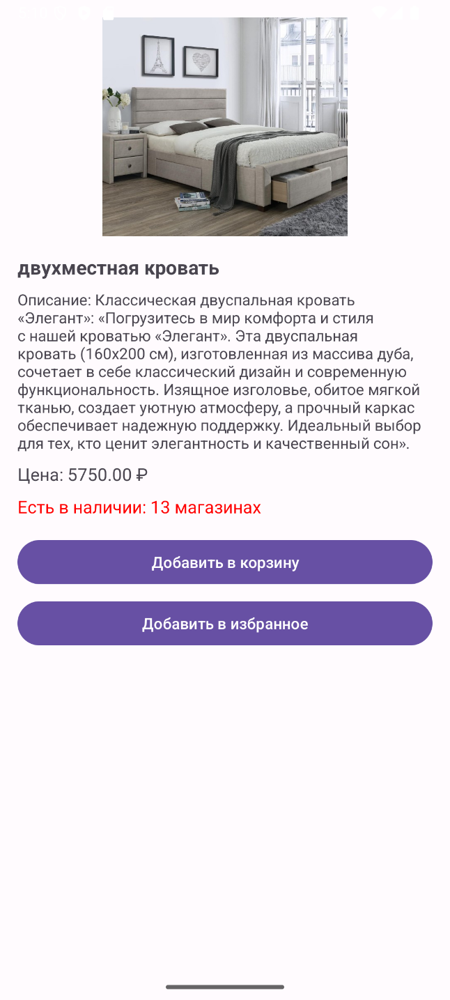 двухместная кровать
Описание: Классическая двуспальная кровать
«Элегант»: «Погрузитесь в мир комфорта и стиля
с нашей кроватью «Элегант». Эта двуспальная
кровать (160x200 см), изготовленная из массива дуба,
сочетает в себе классический дизайн и современную
функциональность. Изящное изголовье, обитое мягкой
тканью, создает уютную атмосферу, а прочный каркас
обеспечивает надежную поддержку. Идеальный выбор
для тех, кто ценит элегантность и качественный сон».
Цена: 5750.00 ₽
Есть в наличии: 13 магазинах
Добавить в корзину
Добавить в избранное